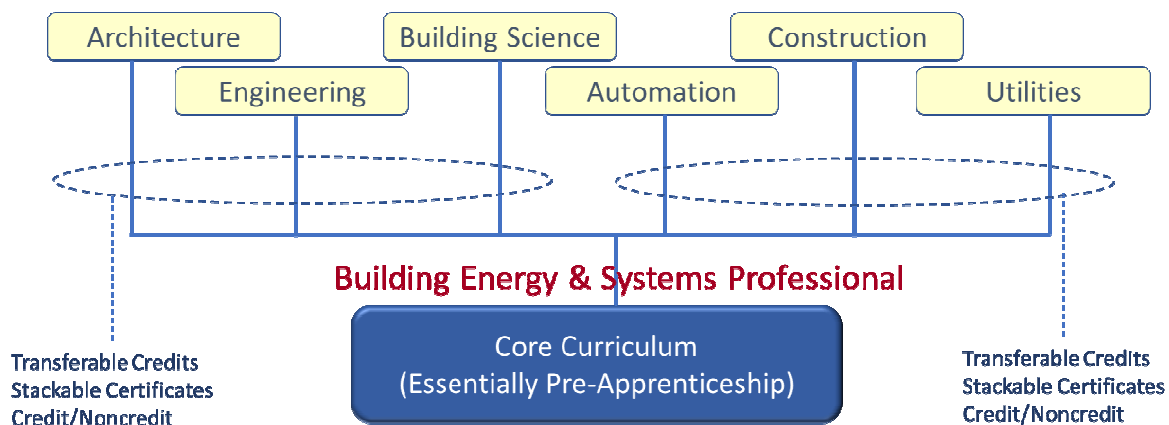 Architecture
Building Science
Construction
Engineering
Automation
Utilities
Building Energy & Systems Professional
Core Curriculum
(Essentially Pre-Apprenticeship)
Transferable Credits
Stackable Certificates
Credit/Noncredit
Transferable Credits
Stackable Certificates
Credit/Noncredit